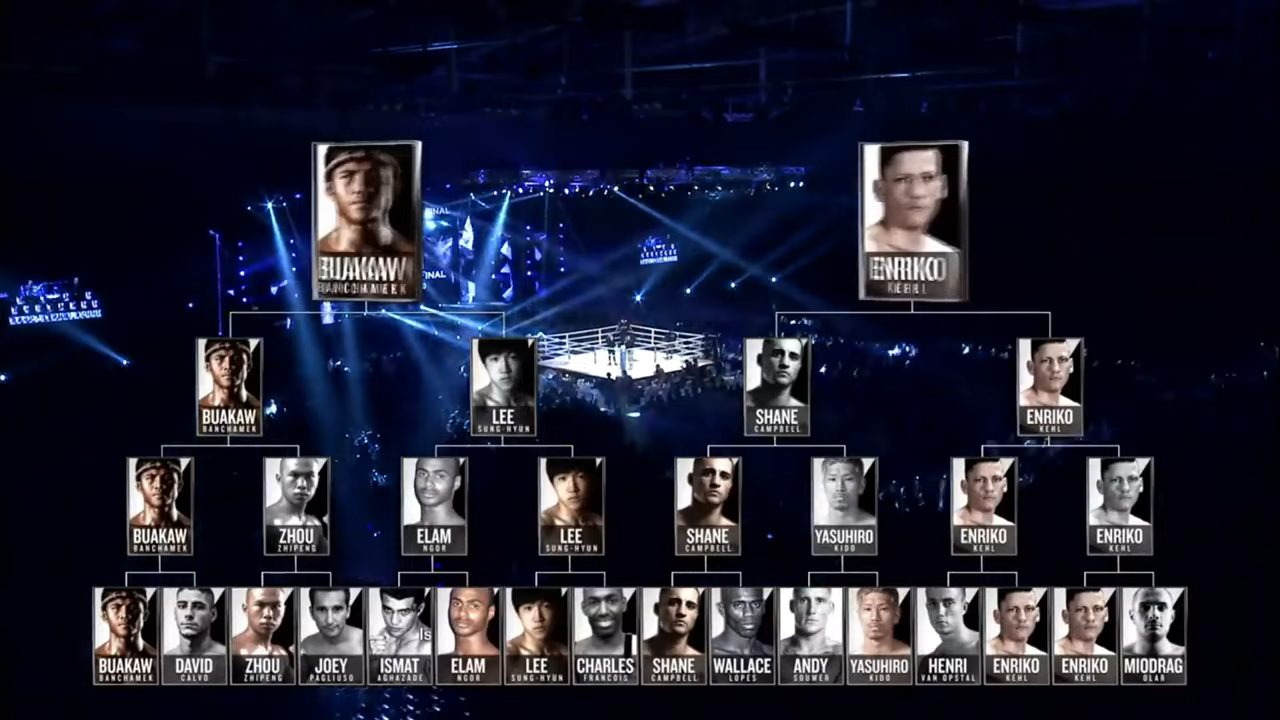 BUAKAW
BANCHAMEK
ENRIKO
KEHL
INAL
INAL
BUAKAW
BANCHAMEK
LEE
SUNG-HYUN
SHANE
CAMPBELL
ENRIKO
KEHL
BUAKAW
BANCHAMEK
ZHOU
ZHIPENG
ELAM
NGOR
LEE
SUNG-HYUN
SHANE
CAMPBELL
YASUHIRO
KIDO
ENRIKO
KEHL
ENRIKO
KEHL
BUAKAW
BANCHAMEK
DAVID
CALVO
ZHOU
ZHIPENG
JOEY
PAGLIUSO
Is
ISMAT
AGHAZADE
ELAM
NGOR
LEE
SUNG-HYUN
CHARLES
FRANCOIS
SHANE
CAMPBELL
WALLACE
LOPES
ANDY
SOUWER
YASUHIRO
KIDO
HENRI
VAN OPSTAL
ENRIKO
KEHL
ENRIKO
KEHL
MIODRAG
OLAR